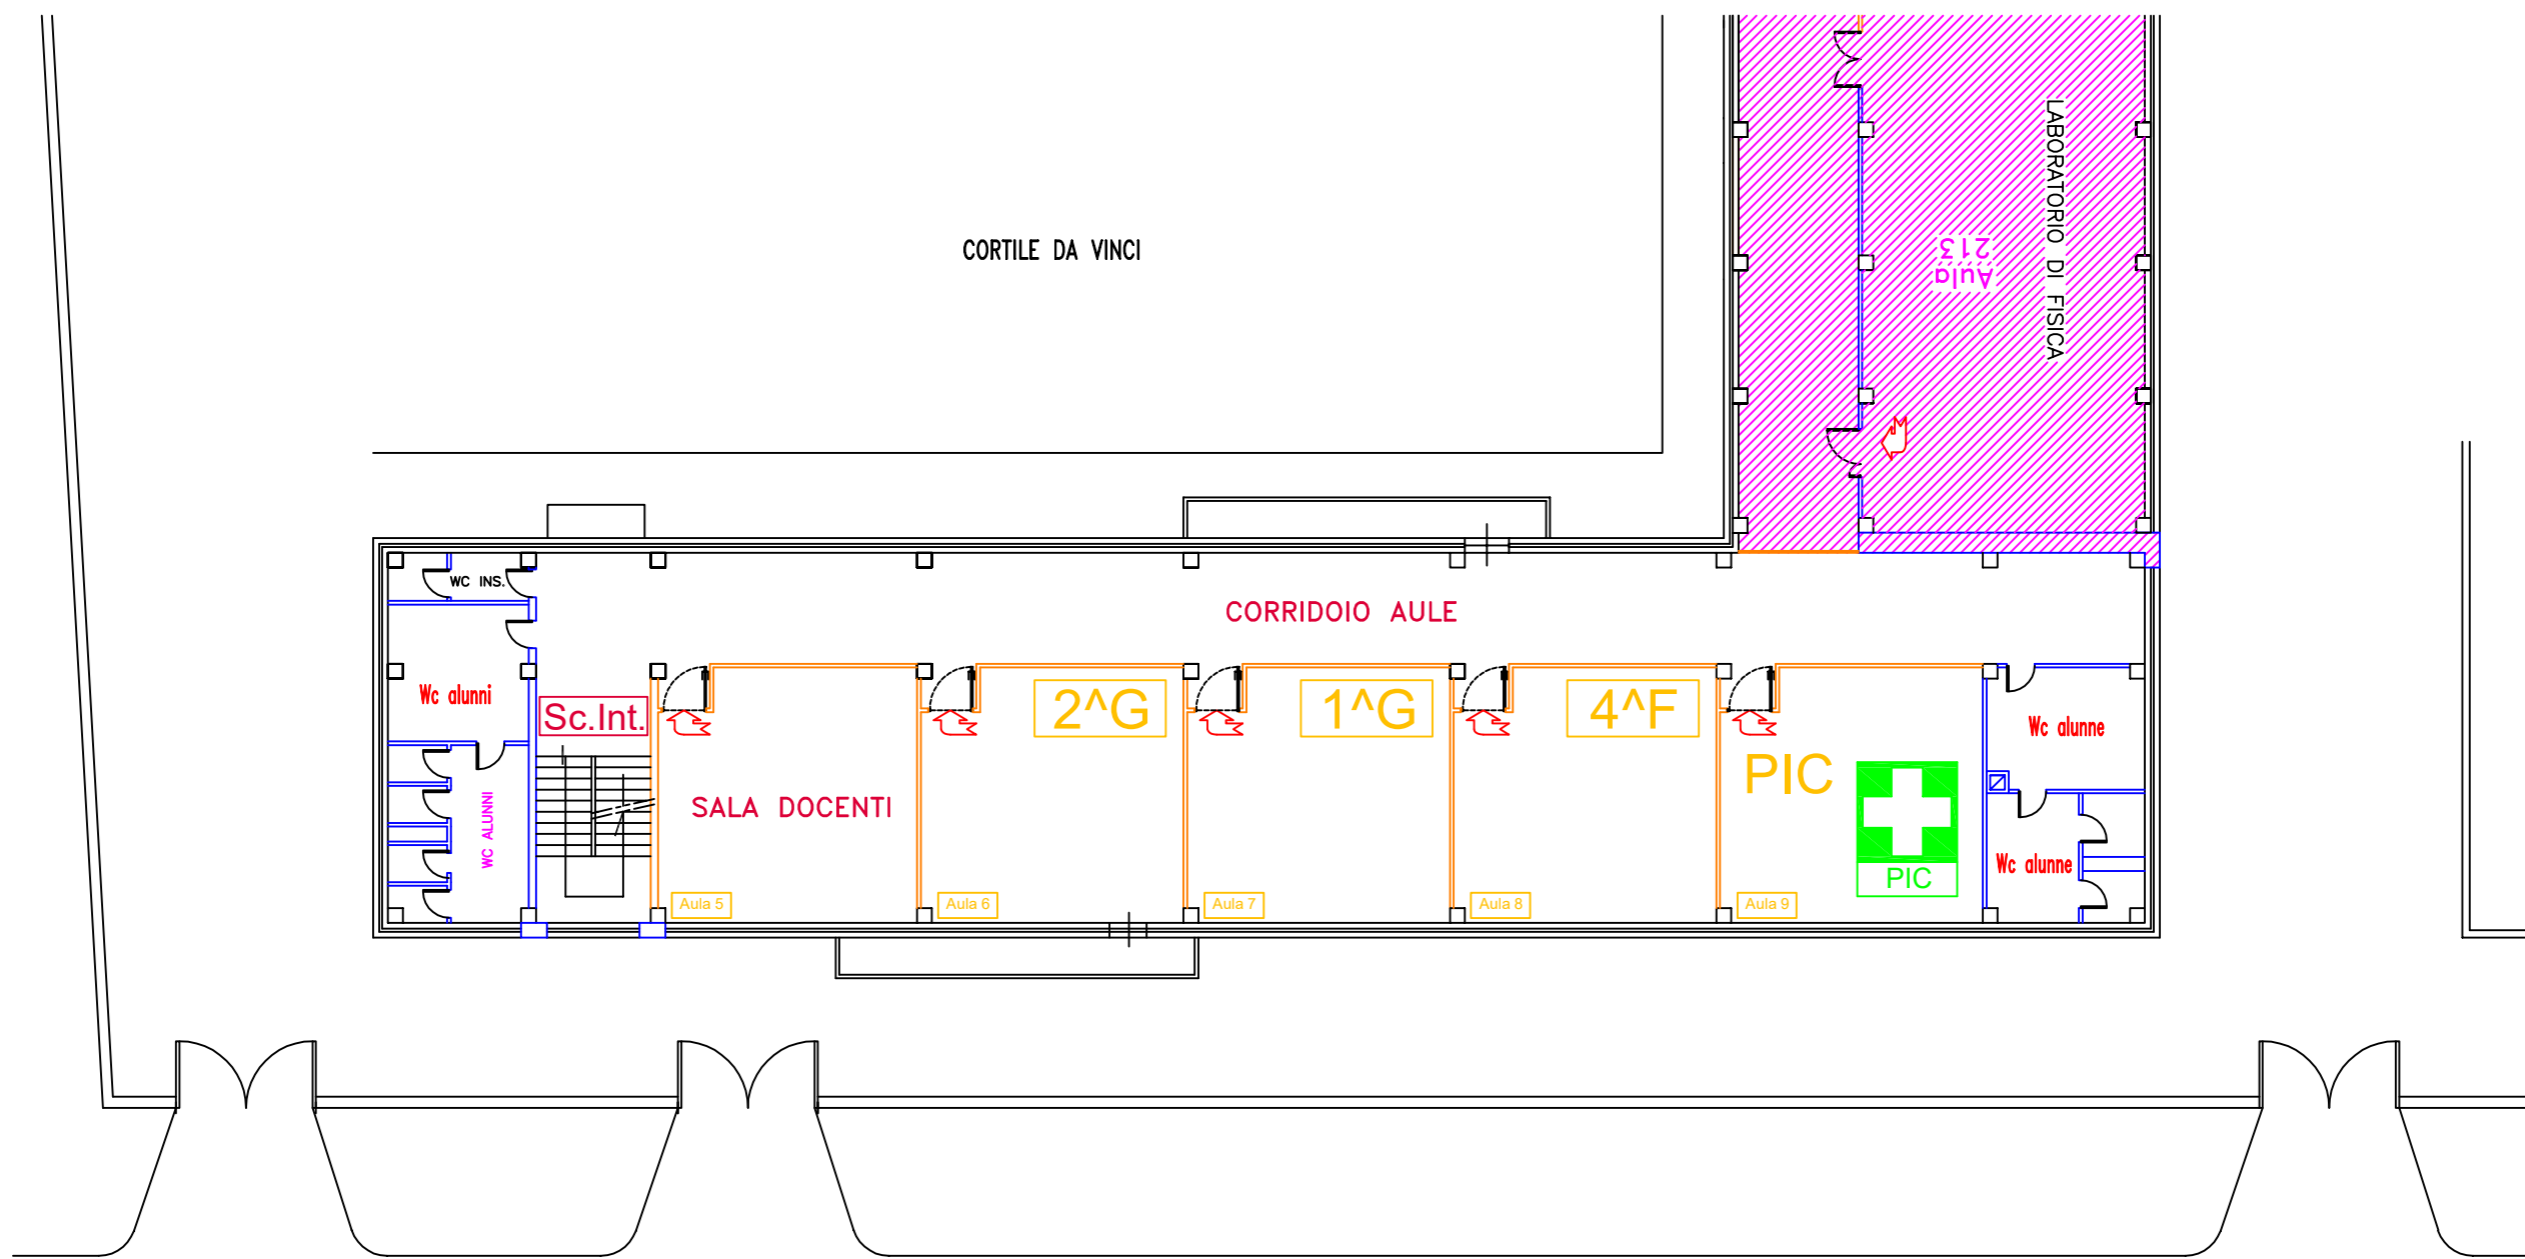 LABORATORIO DI FISICA
Aula
213
CORTILE DA VINCI
WC INS.
CORRIDOIO AULE
Wc alunni
Sc.Int.
2^G
1^G
4^F
Wc alunne
PIC
SALA DOCENTI
WC ALUNNI
Wc alunne
PIC
Aula 5
Aula 6
Aula 7
Aula 8
Aula 9